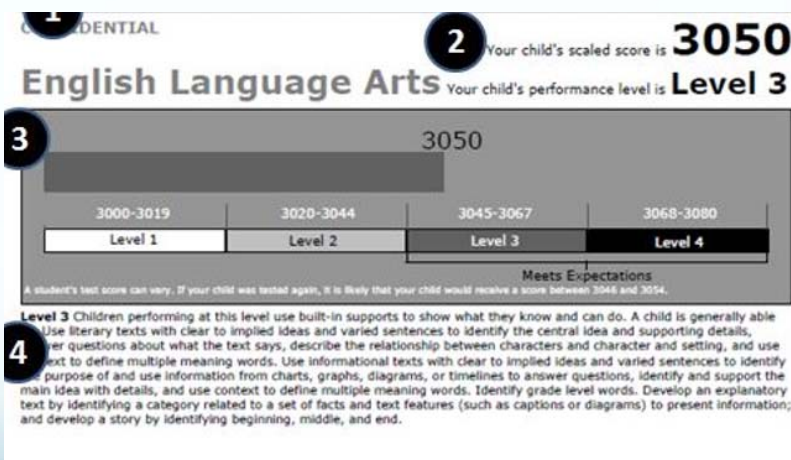 1
DENTIAL
2
Your child's scaled score is 3050
English Language Arts Your child's performance level is Level 3
3
3050
3000-3019 3020-3044 3045-3067 3068-3080
Level 1 Level 2 Level 3 Level 4
Meets Expectations
A student's test score can vary. If your child was tested again, it is likely that your child would receive a score between 3046 and 3054.
Level 3 Children performing at this level use built-in supports to show what they know and can do. A child is generally able
Use literary texts with clear to implied ideas and varied sentences to identify the central idea and supporting details,
questions about what the text says, describe the relationship between characters and character and setting, and use
4
to define multiple meaning words. Use informational texts with clear to implied ideas and varied sentences to identify
purpose of and use information from charts, graphs, diagrams, or timelines to answer questions, identify and support the
main idea with details, and use context to define multiple meaning words. Identify grade level words. Develop an explanatory
text by identifying a category related to a set of facts and text features (such as captions or diagrams) to present information;
and develop a story by identifying beginning, middle, and end.